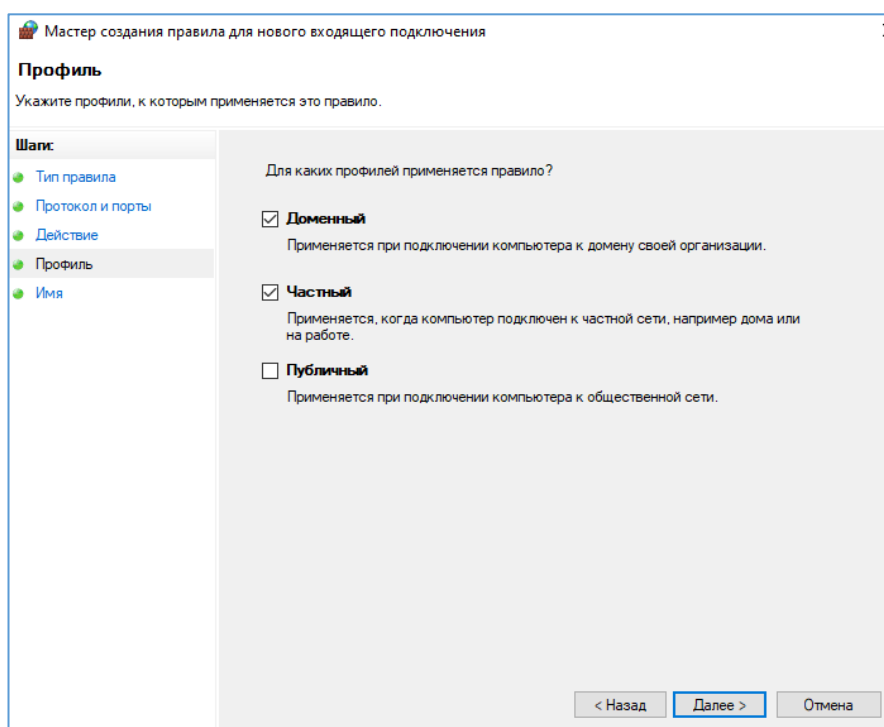 Мастер создания правила для нового входящего подключения
Профиль
Укажите профили, к которым применяется это правило.
Шаги:
Тип правила
Протокол и порты
Действие
Профиль
Имя
Для каких профилей применяется правило?
Доменный
Применяется при подключении компьютера к домену своей организации.
Частный
Применяется, когда компьютер подключен к частной сети, например дома или
на работе.
Публичный
Применяется при подключении компьютера к общественной сети.
< Назад
Далее >
Отмена